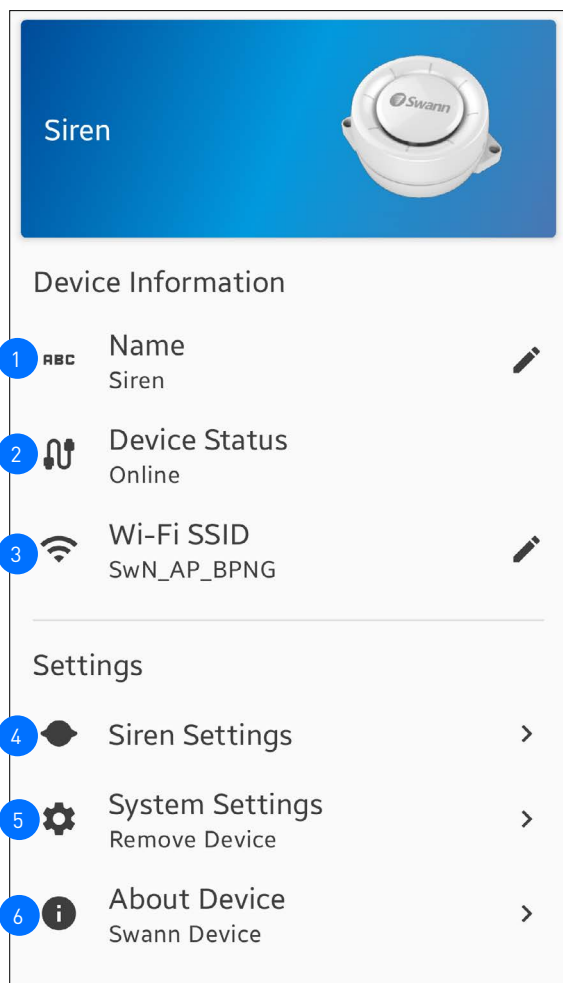 Swann
Siren
Device Information
1 ABC Name
Siren
2 Device Status
Online
3 Wi-Fi SSID
SwN_AP_BPNG
Settings
4 Siren Settings
5 System Settings
Remove Device
6 i About Device
Swann Device